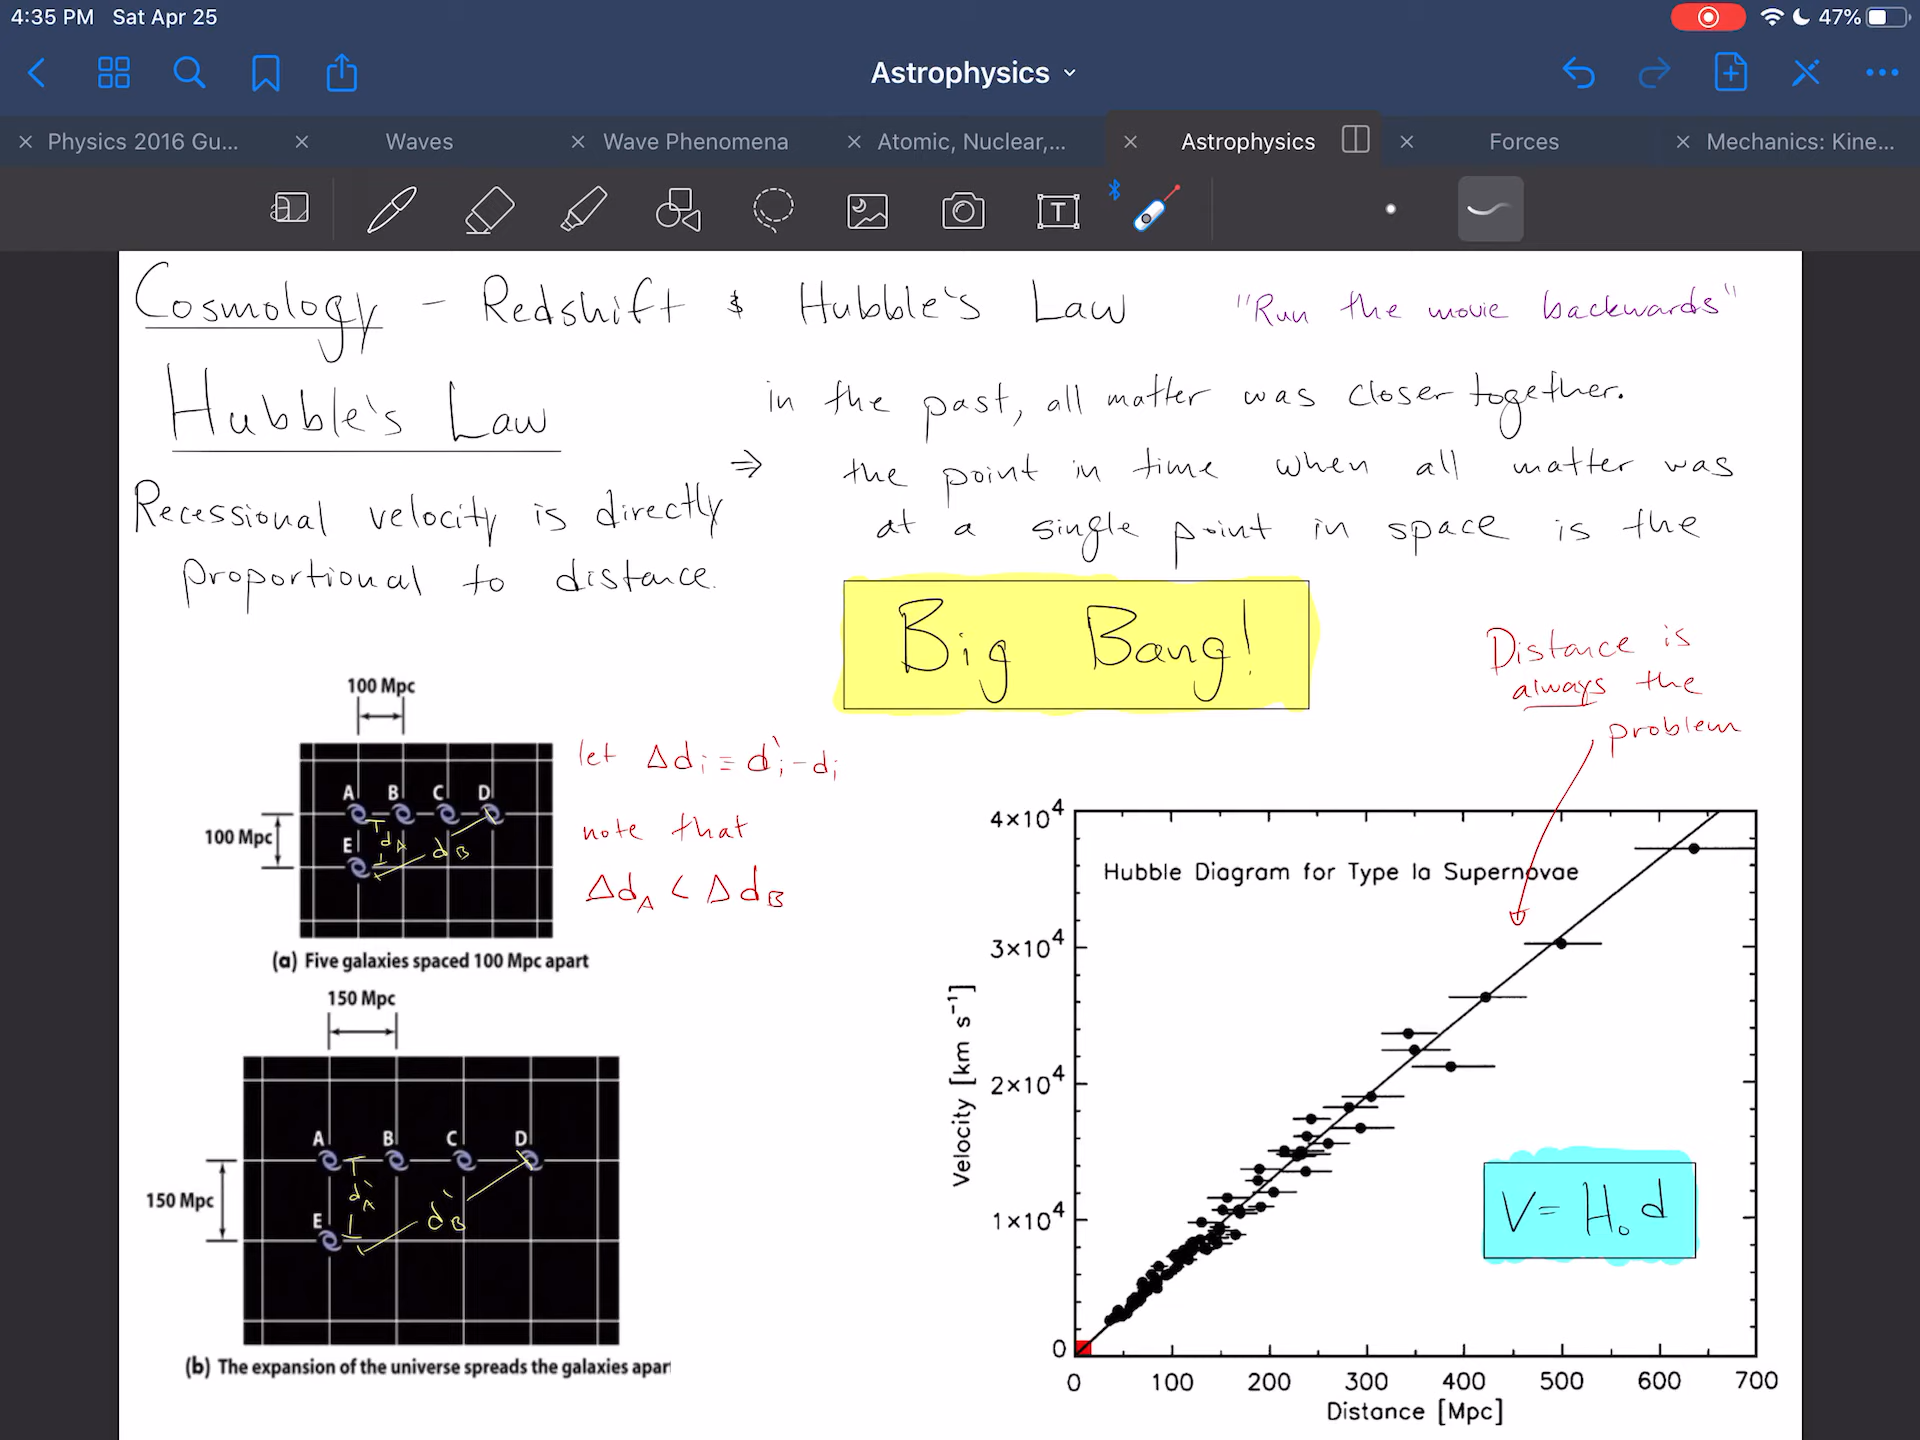 4:35 PM Sat Apr 25
47%
Astrophysics
Physics 2016 Gu...
Waves
Wave Phenomena
Atomic, Nuclear,...
Astrophysics
Forces
Mechanics: Kine...
Cosmology - Redshift & Hubble's Law
"Run the movie backwards"
Hubble's Law
Recessional velocity is directly
proportional to distance.
in the past, all matter was closer together.
⇒ the point in time when all matter was
at a single point in space is the
Big Bang!
Distance is
always the
problem
100 Mpc
A B C D
100 Mpc
E
dA
dB
(a) Five galaxies spaced 100 Mpc apart
let Δdi = d'i - di
note that
ΔdA < ΔdB
150 Mpc
A B C D
150 Mpc
E
d'A
d'B
(b) The expansion of the universe spreads the galaxies apart
Hubble Diagram for Type Ia Supernovae
4×10⁴
3×10⁴
2×10⁴
1×10⁴
0
Velocity [km s⁻¹]
V = H₀ d
0 100 200 300 400 500 600 700
Distance [Mpc]